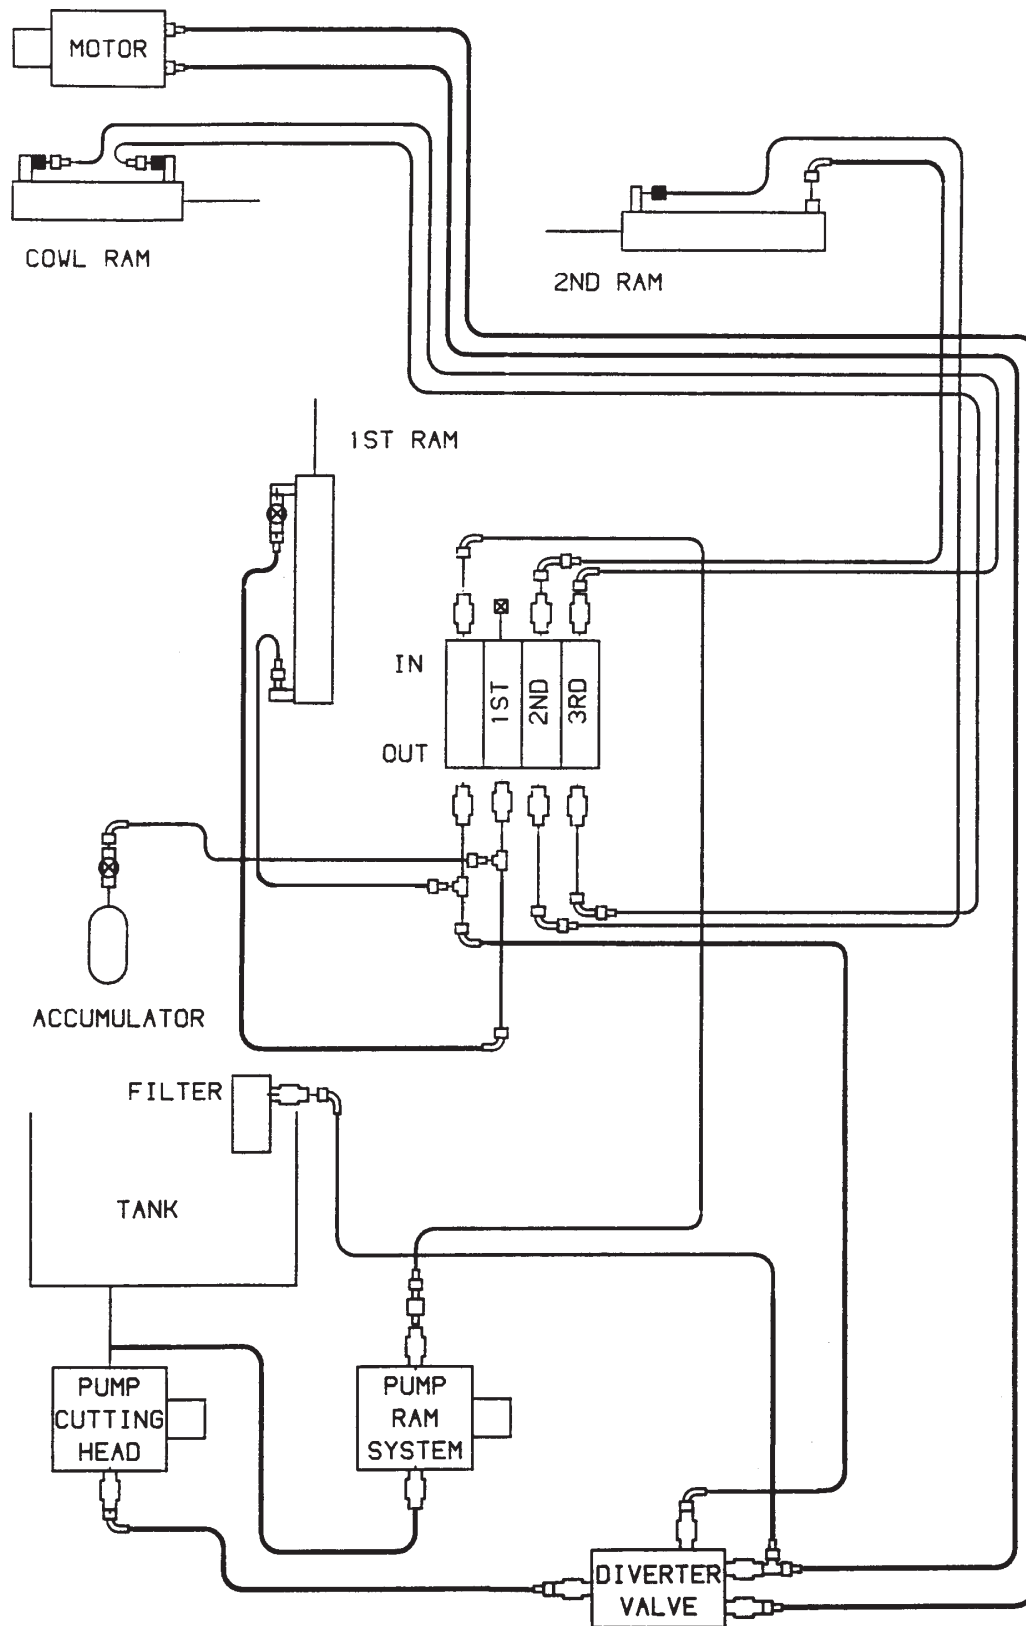 MOTOR
COWL RAM
2ND RAM
1ST RAM
IN
1ST
2ND
3RD
OUT
ACCUMULATOR
FILTER
TANK
PUMP
CUTTING
HEAD
PUMP
RAM
SYSTEM
DIVERTER
VALVE